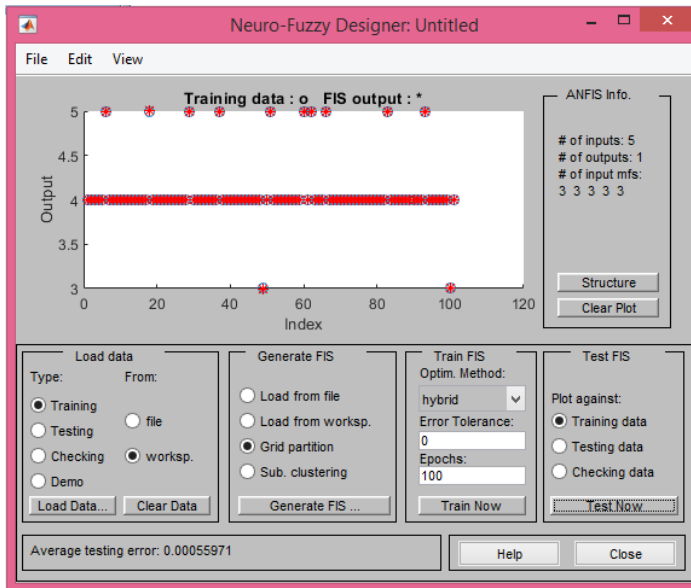 Neuro-Fuzzy Designer: Untitled
File Edit View
Training data : o FIS output : *
5
4.5
4
3.5
3
Output
0 20 40 60 80 100 120
Index
ANFIS Info.
# of inputs: 5
# of outputs: 1
# of input mfs:
3 3 3 3 3
Structure
Clear Plot
Load data
Type: From:
Training
Testing
Checking
Demo
file
worksp.
Load Data... Clear Data
Generate FIS
Load from file
Load from worksp.
Grid partition
Sub. clustering
Generate FIS ...
Train FIS
Optim. Method:
hybrid
Error Tolerance:
0
Epochs:
100
Train Now
Test FIS
Plot against:
Training data
Testing data
Checking data
Test Now
Average testing error: 0.00055971
Help Close